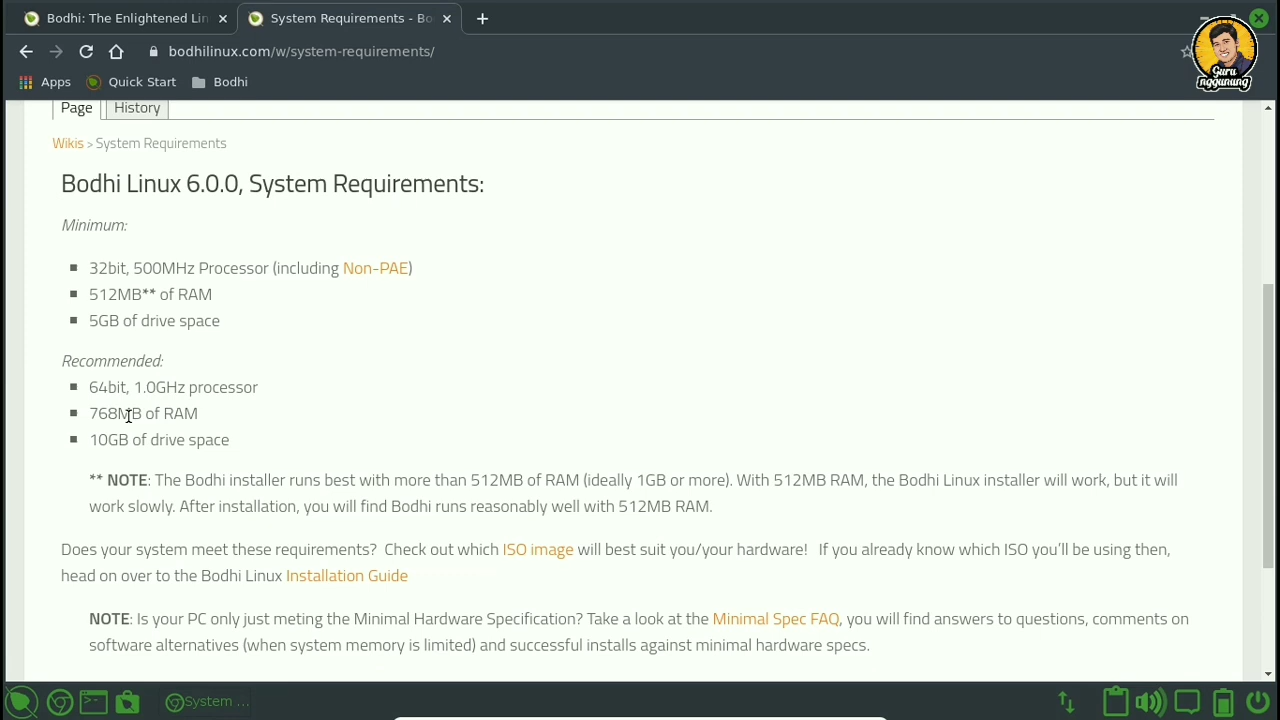 Bodhi: The Enlightened Lin
System Requirements - Bo
bodhilinux.com/w/system-requirements/
Apps
Quick Start
Bodhi
Guru
nggunung
Page
History
Wikis > System Requirements
Bodhi Linux 6.0.0, System Requirements:
Minimum:
32bit, 500MHz Processor (including Non-PAE)
512MB** of RAM
5GB of drive space
Recommended:
64bit, 1.0GHz processor
768MB of RAM
10GB of drive space
** NOTE: The Bodhi installer runs best with more than 512MB of RAM (ideally 1GB or more). With 512MB RAM, the Bodhi Linux installer will work, but it will
work slowly. After installation, you will find Bodhi runs reasonably well with 512MB RAM.
Does your system meet these requirements? Check out which ISO image will best suit you/your hardware! If you already know which ISO you'll be using then,
head on over to the Bodhi Linux Installation Guide
NOTE: Is your PC only just meting the Minimal Hardware Specification? Take a look at the Minimal Spec FAQ, you will find answers to questions, comments on
software alternatives (when system memory is limited) and successful installs against minimal hardware specs.
System ...